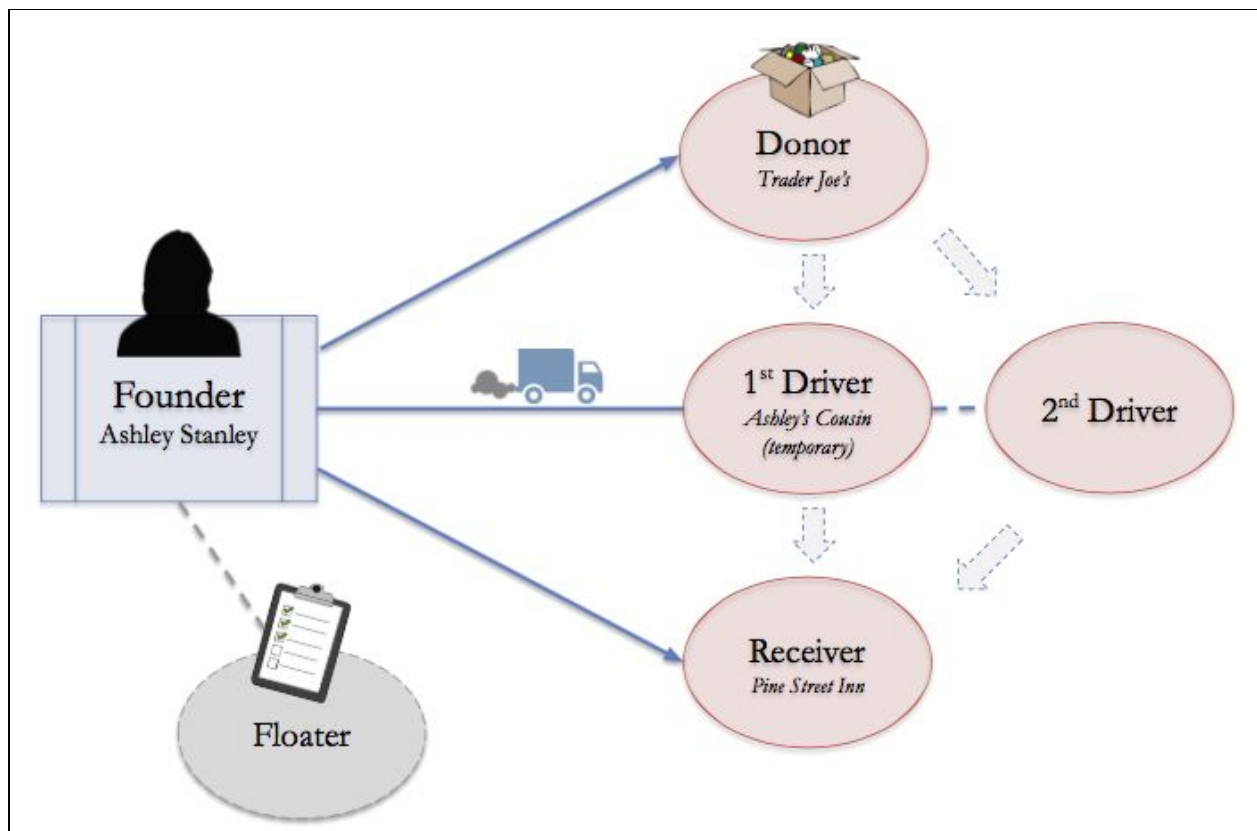 Donor
Trader Joe's
Founder
Ashley Stanley
1st Driver
Ashley's Cousin
(temporary)
2nd Driver
Receiver
Pine Street Inn
Floater